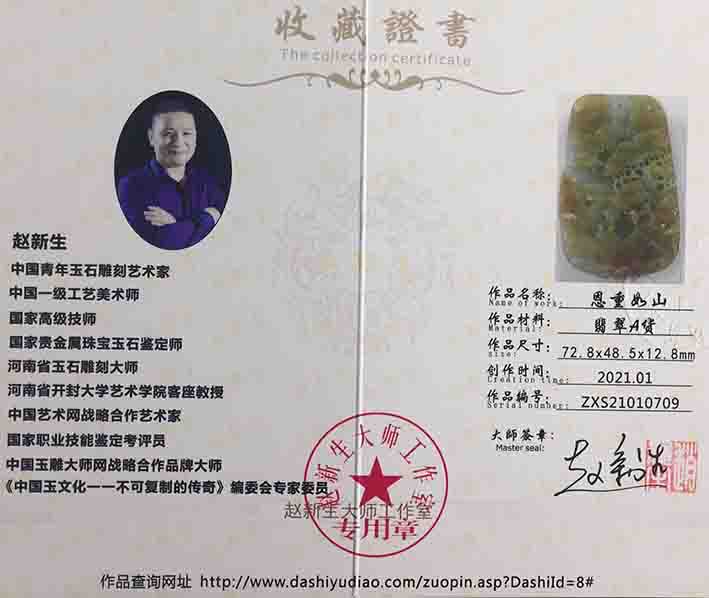 收藏證書
The collection certificate
赵新生
中国青年玉石雕刻艺术家
中国一级工艺美术师
国家高级技师
国家贵金属珠宝玉石鉴定师
河南省玉石雕刻大师
河南省开封大学艺术学院客座教授
中国艺术网战略合作艺术家
国家职业技能鉴定考评员
中国玉雕大师网战略合作品牌大师
《中国玉文化一一不可复制的传奇》编委会专家委员
赵新生大师工作室
赵新生大师工作室
专用章
作品名称： 恩重如山
Name of work:
作品材料： 翡翠A货
Material:
作品尺寸： 72.8x48.5x12.8mm
size:
创作时间： 2021.01
Creation time:
作品编号： ZXS21010709
Serial number:
大师签章：
Master seal:
赵新生
作品查询网址 http://www.dashiyudiao.com/zuopin.asp?DashiId=8#